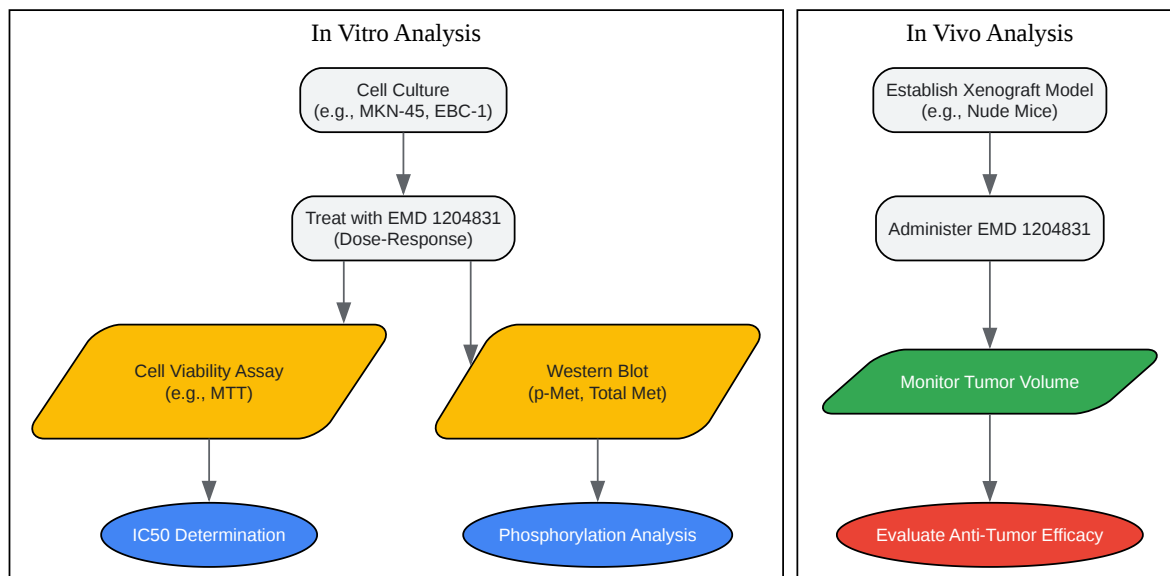 In Vitro Analysis
Cell Culture
(e.g., MKN-45, EBC-1)
Treat with EMD 1204831
(Dose-Response)
Cell Viability Assay
(e.g., MTT)
Western Blot
(p-Met, Total Met)
IC50 Determination
Phosphorylation Analysis
In Vivo Analysis
Establish Xenograft Model
(e.g., Nude Mice)
Administer EMD 1204831
Monitor Tumor Volume
Evaluate Anti-Tumor Efficacy